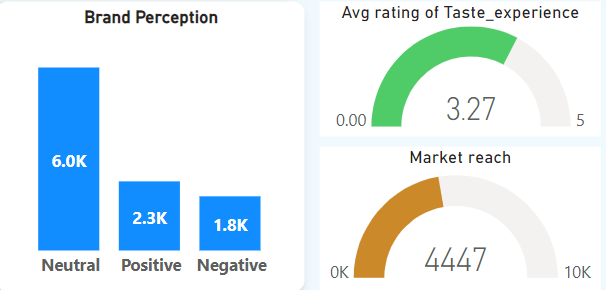 Brand Perception
6.0K
2.3K
1.8K
Neutral Positive Negative
Avg rating of Taste_experience
3.27
0.00 5
Market reach
4447
0K 10K